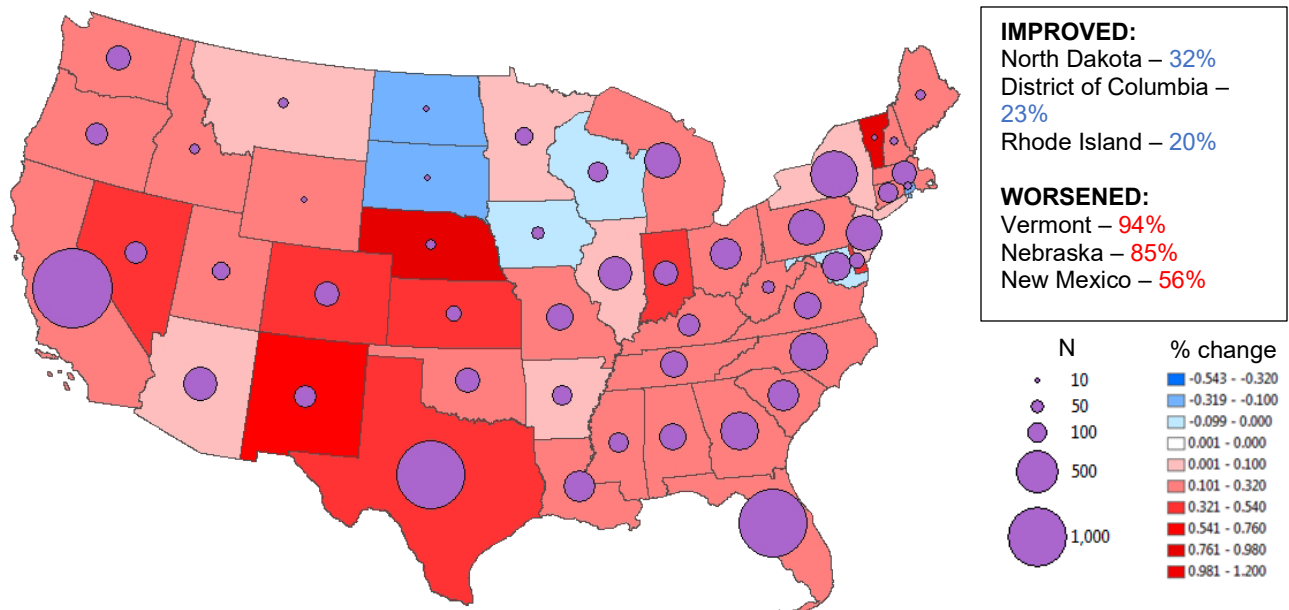 IMPROVED:
North Dakota – 32%
District of Columbia –
23%
Rhode Island – 20%
WORSENED:
Vermont – 94%
Nebraska – 85%
New Mexico – 56%
N
10
50
100
500
1,000
% change
-0.543 - -0.320
-0.319 - -0.100
-0.099 - 0.000
0.001 - 0.000
0.001 - 0.100
0.101 - 0.320
0.321 - 0.540
0.541 - 0.760
0.761 - 0.980
0.981 - 1.200